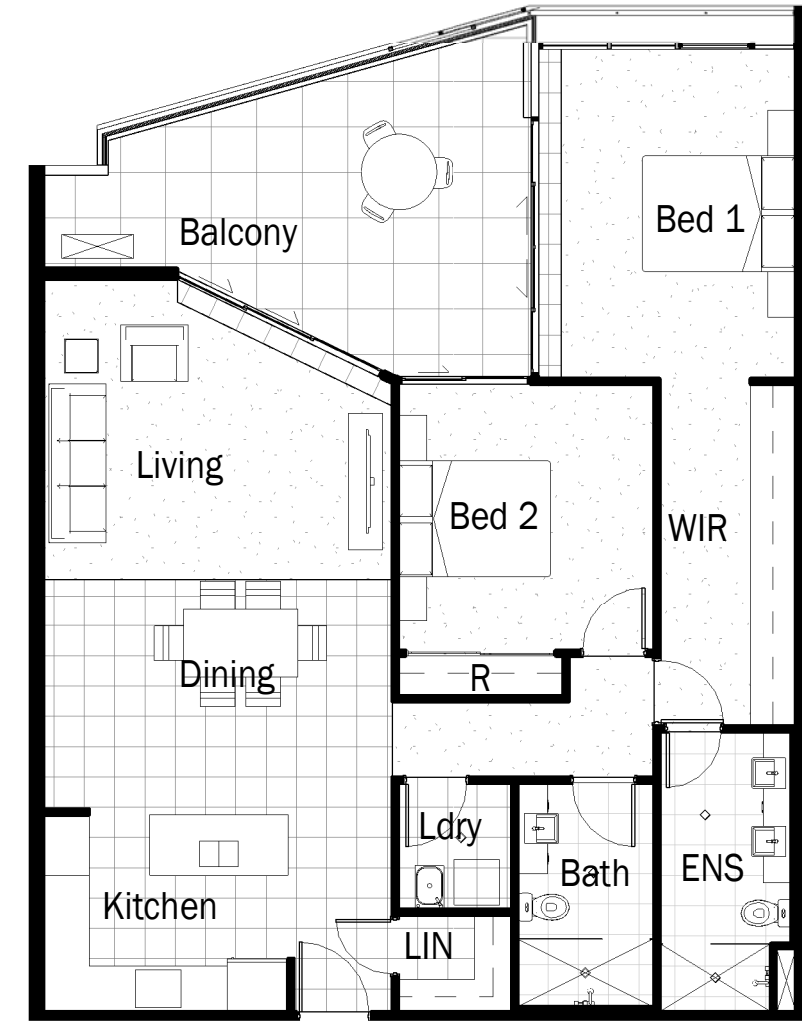 Balcony
Bed 1
Living
Bed 2
WIR
Dining
R
Ldry
Bath
ENS
Kitchen
LIN